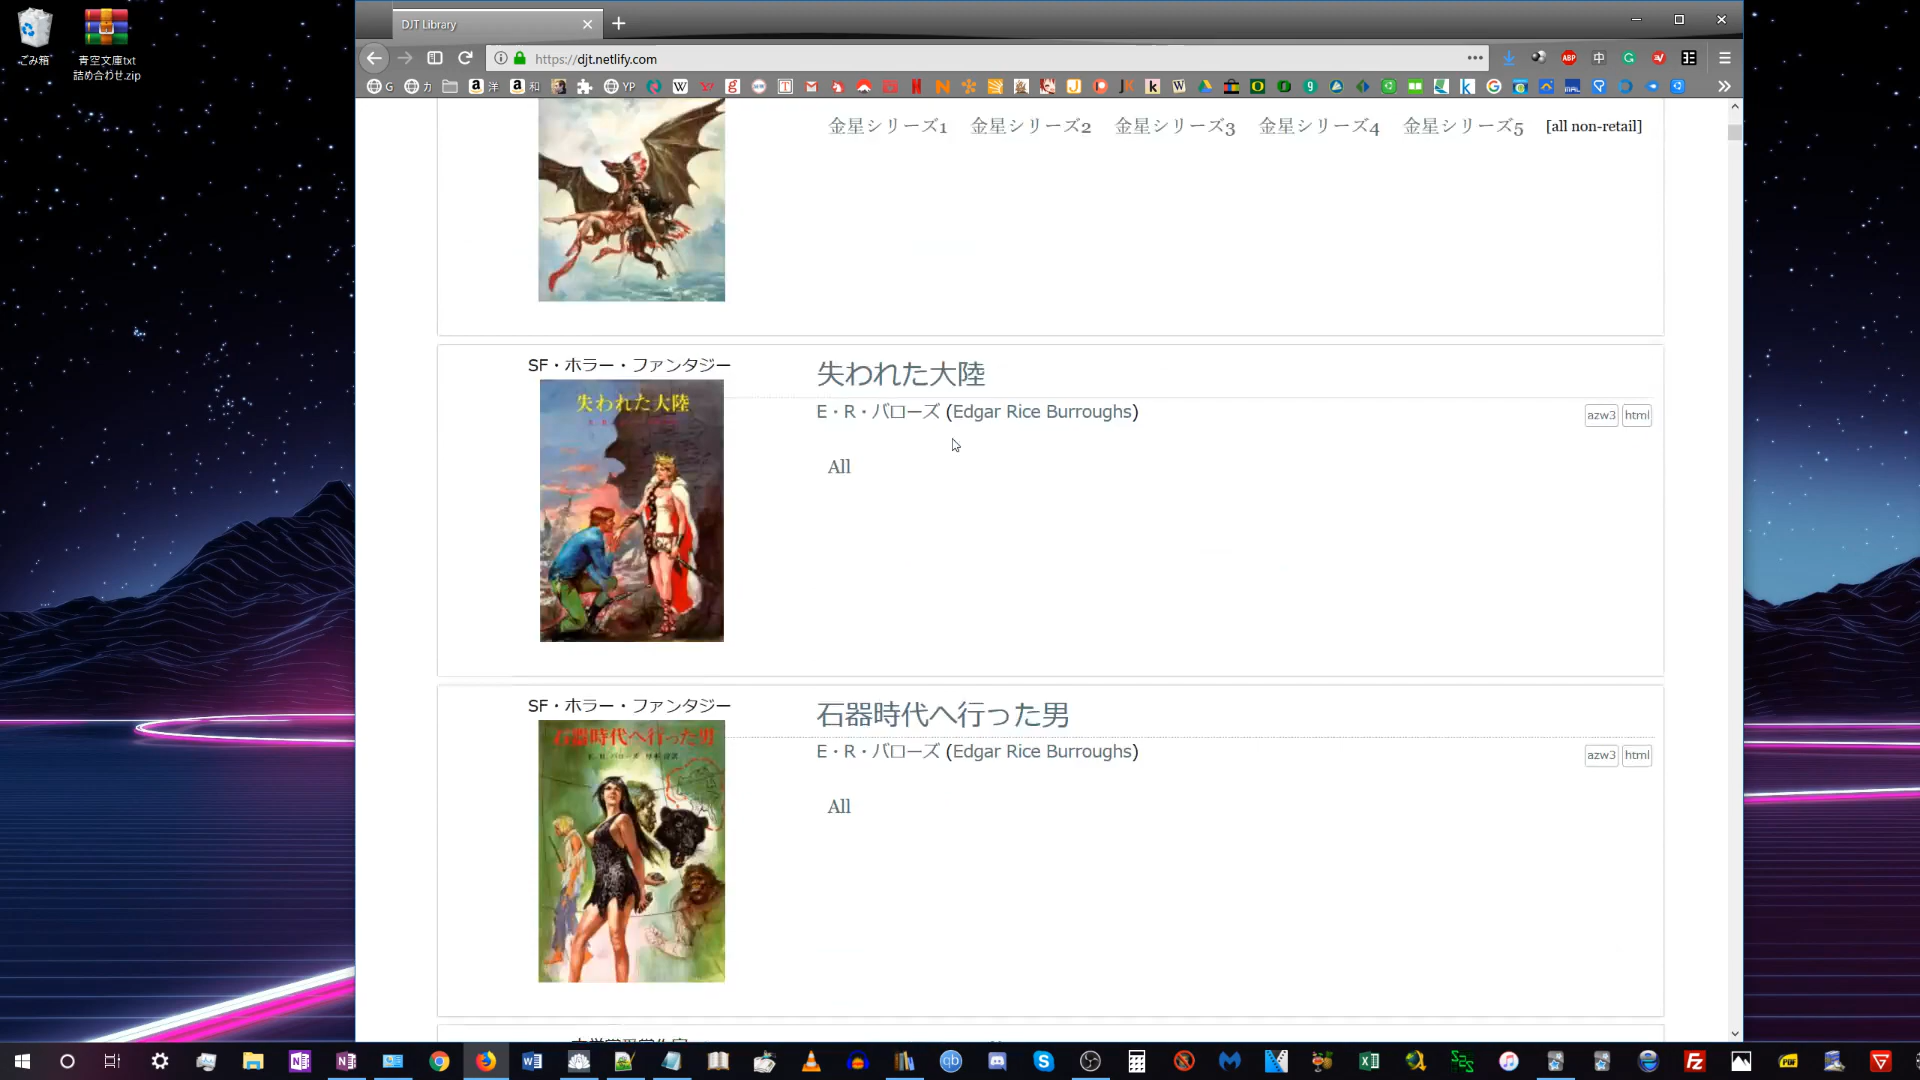 ごみ箱
青空文庫txt
詰め合わせ.zip
DJT Library
https://djt.netlify.com
G
カ
洋
和
YP
金星シリーズ1 金星シリーズ2 金星シリーズ3 金星シリーズ4 金星シリーズ5 [all non-retail]
SF・ホラー・ファンタジー
失われた大陸
失われた大陸
E・R・バローズ (Edgar Rice Burroughs)
azw3 html
All
SF・ホラー・ファンタジー
石器時代へ行った男
石器時代へ行った男
E・R・バローズ (Edgar Rice Burroughs)
azw3 html
All